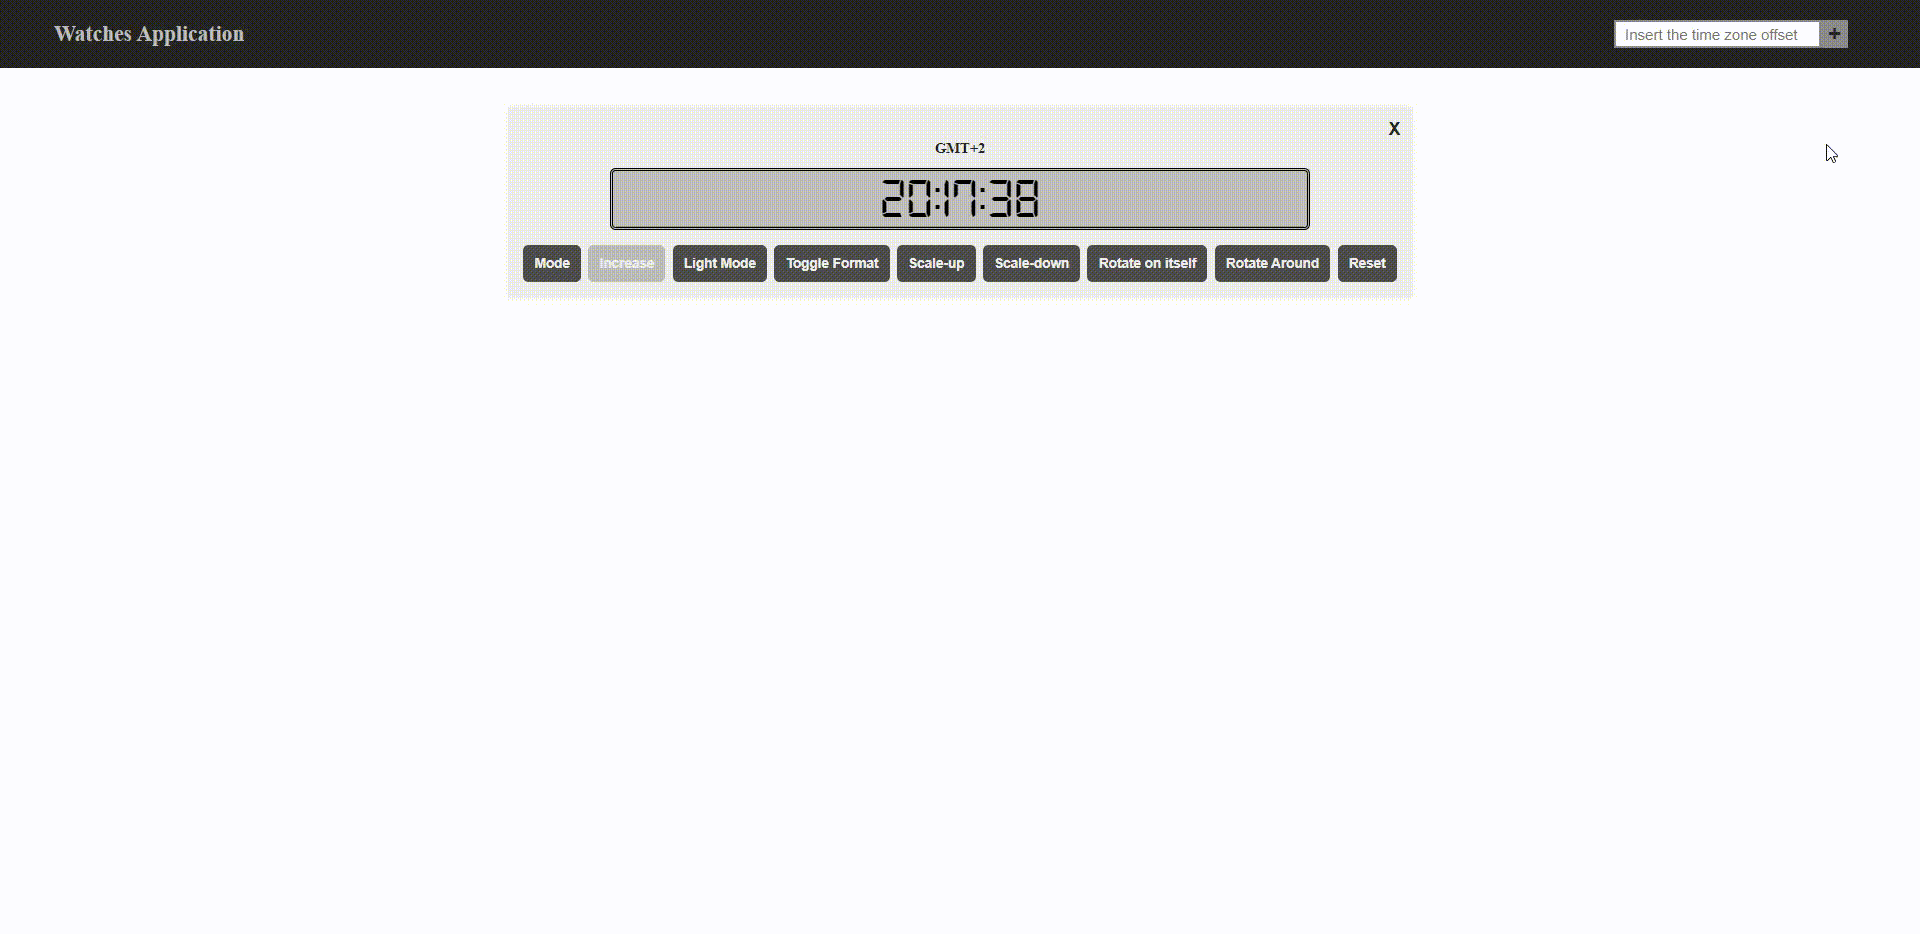 Watches Application
Insert the time zone offset +
X
GMT+2
20:17:38
Mode Increase Light Mode Toggle Format Scale-up Scale-down Rotate on itself Rotate Around Reset